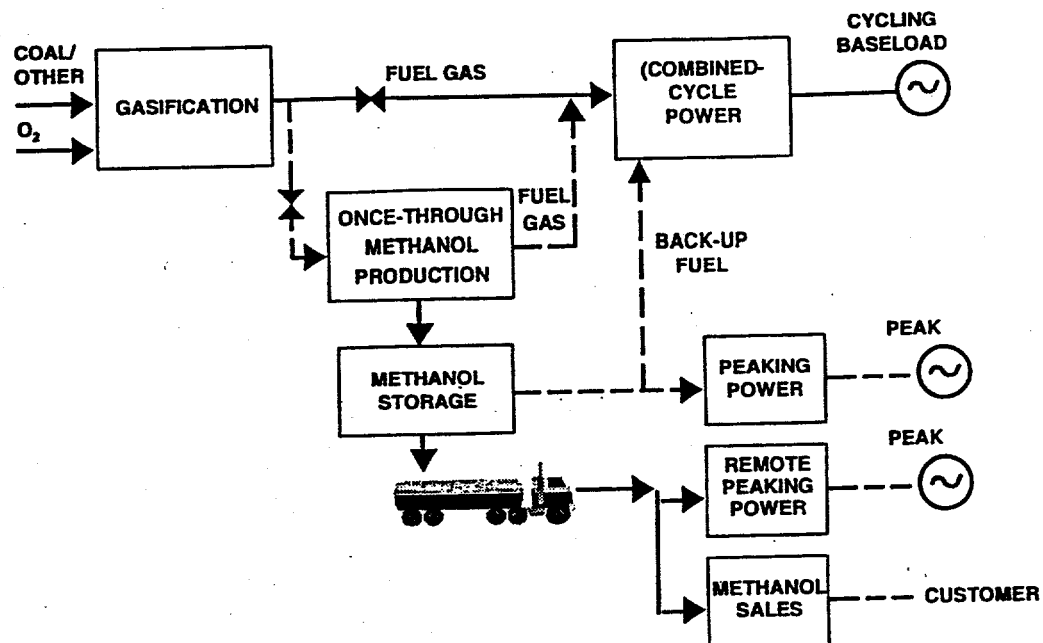 COAL/
OTHER
O₂
GASIFICATION
FUEL GAS
(COMBINED-
CYCLE
POWER
CYCLING
BASELOAD
ONCE-THROUGH
METHANOL
PRODUCTION
FUEL
GAS
BACK-UP
FUEL
METHANOL
STORAGE
PEAKING
POWER
PEAK
REMOTE
PEAKING
POWER
PEAK
METHANOL
SALES
CUSTOMER